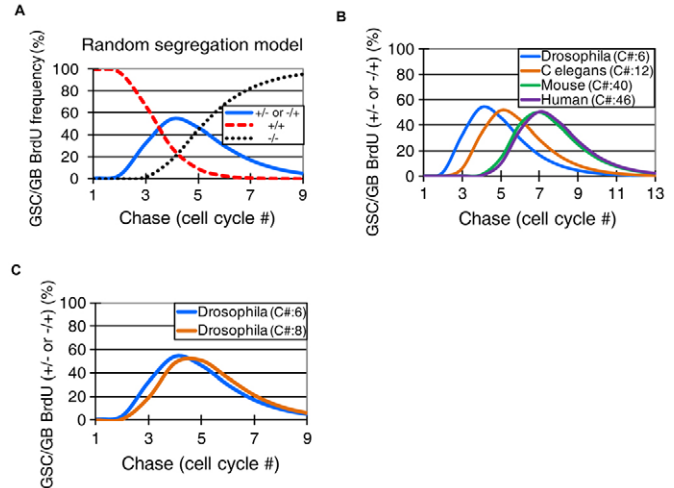 A
Random segregation model
GSC/GB BrdU frequency (%)
100
80
60
40
20
0
+/- or -/+
+/+
-/-
1 3 5 7 9
Chase (cell cycle #)
B
GSC/GB BrdU (+/- or -/+) (%)
100
80
60
40
20
0
Drosophila (C#:6)
C elegans (C#:12)
Mouse (C#:40)
Human (C#:46)
1 3 5 7 9 11 13
Chase (cell cycle #)
C
GSC/GB BrdU (+/- or -/+) (%)
100
80
60
40
20
0
Drosophila (C#:6)
Drosophila (C#:8)
1 3 5 7 9
Chase (cell cycle #)